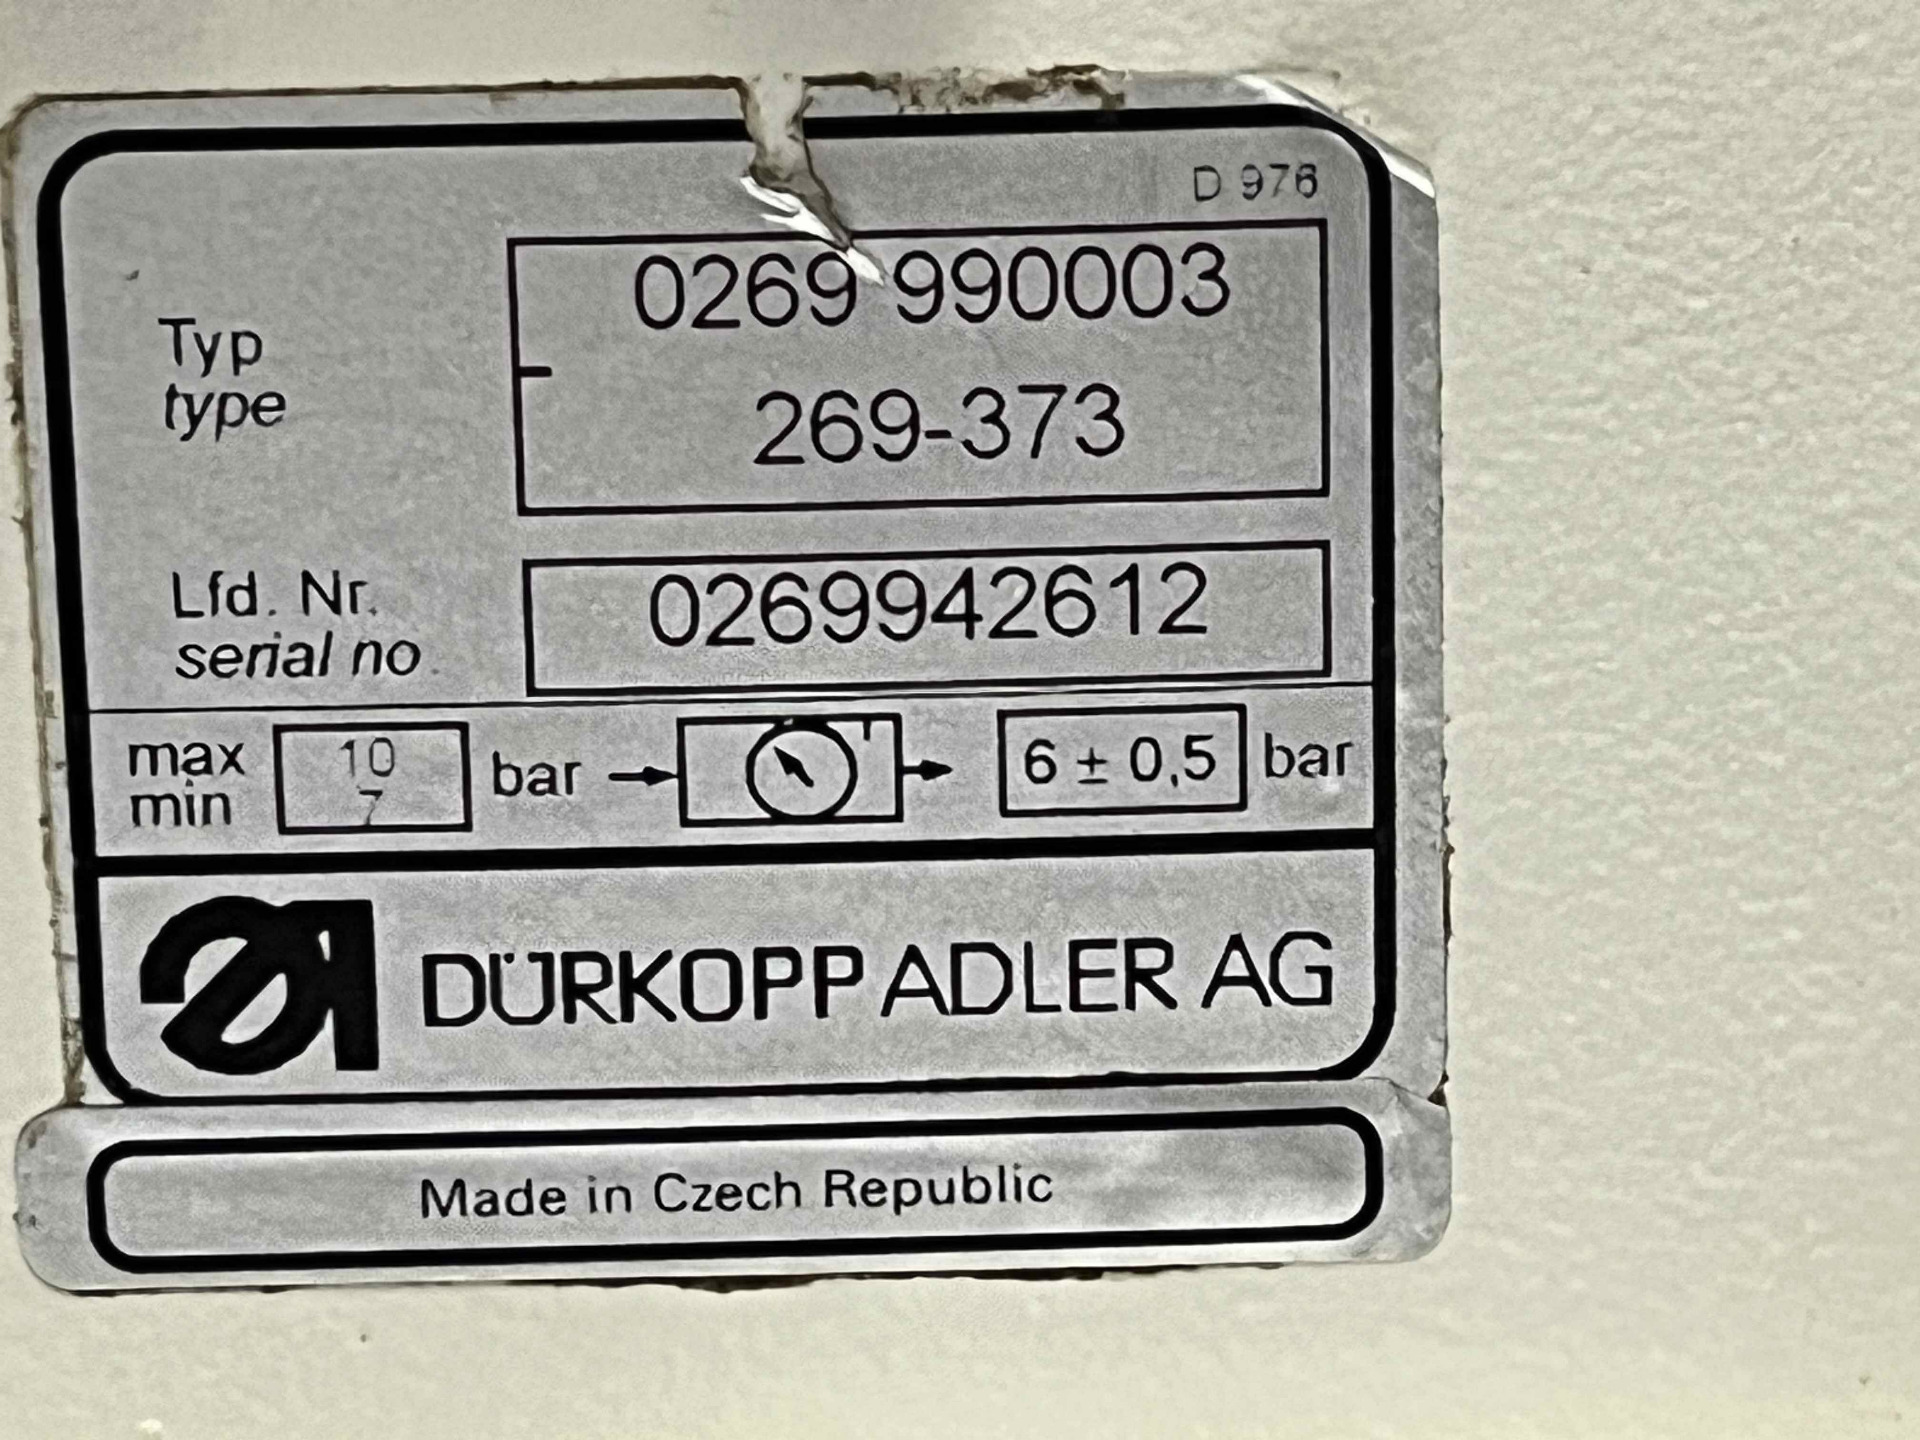 D 976
Typ
type
0269 990003
269-373
Lfd. Nr.
serial no.
0269942612
max
min
10
7
bar
6 ± 0,5
bar
DÜRKOPP ADLER AG
Made in Czech Republic